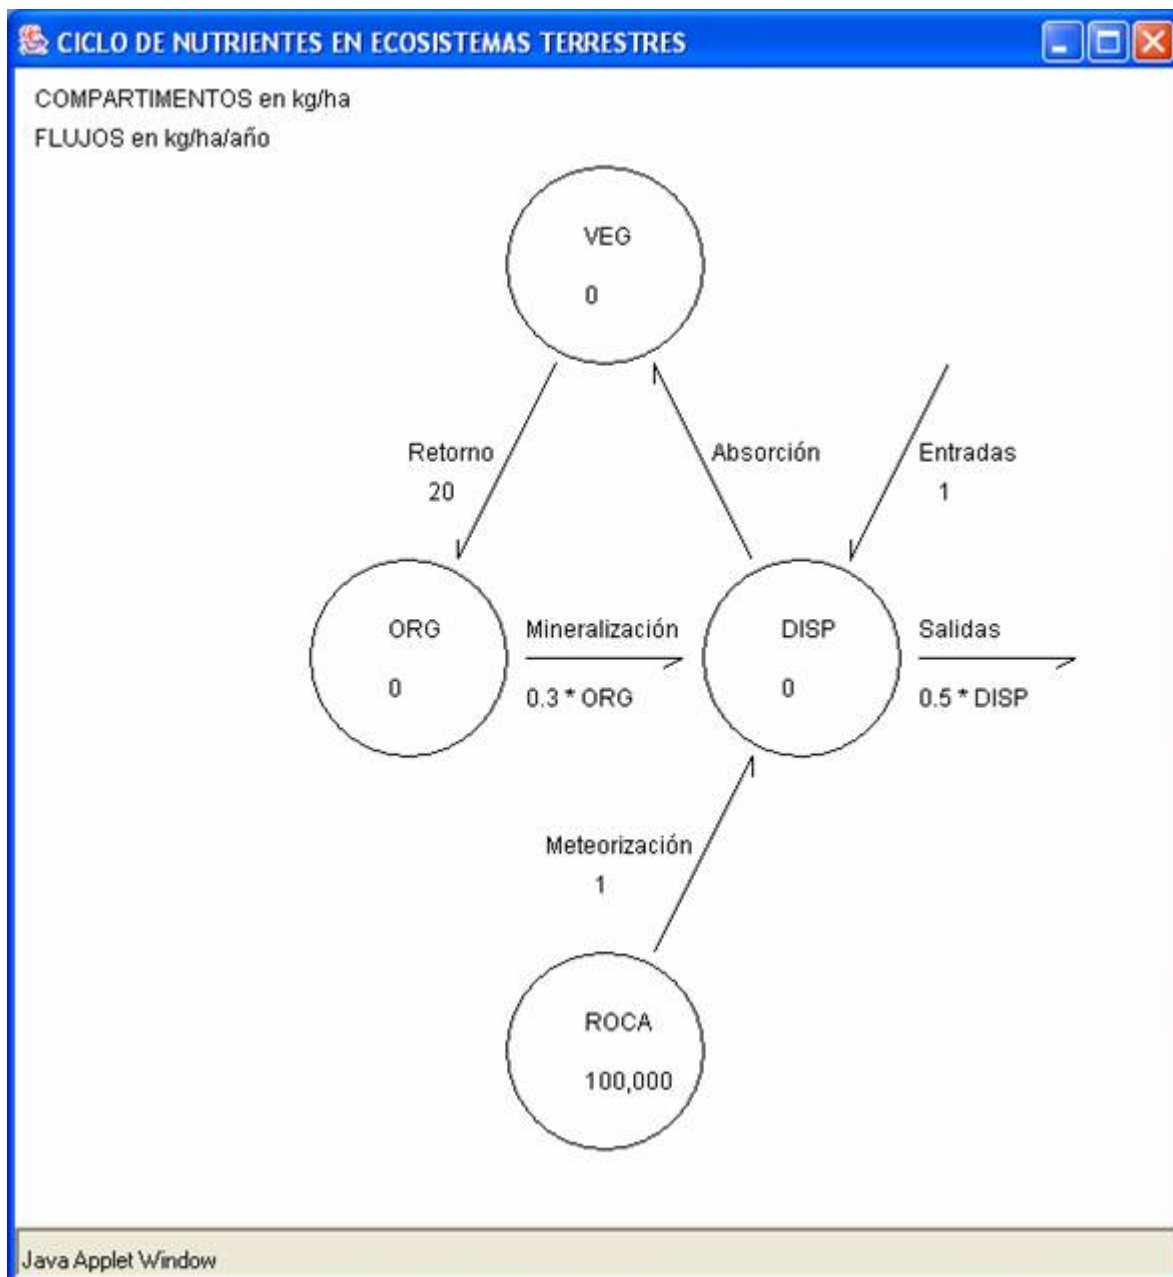 CICLO DE NUTRIENTES EN ECOSISTEMAS TERRESTRES
COMPARTIMENTOS en kg/ha
FLUJOS en kg/ha/año
VEG
0
Retorno
20
Absorción
Entradas
1
ORG
0
Mineralización
0.3 * ORG
DISP
0
Salidas
0.5 * DISP
Meteorización
1
ROCA
100,000
Java Applet Window